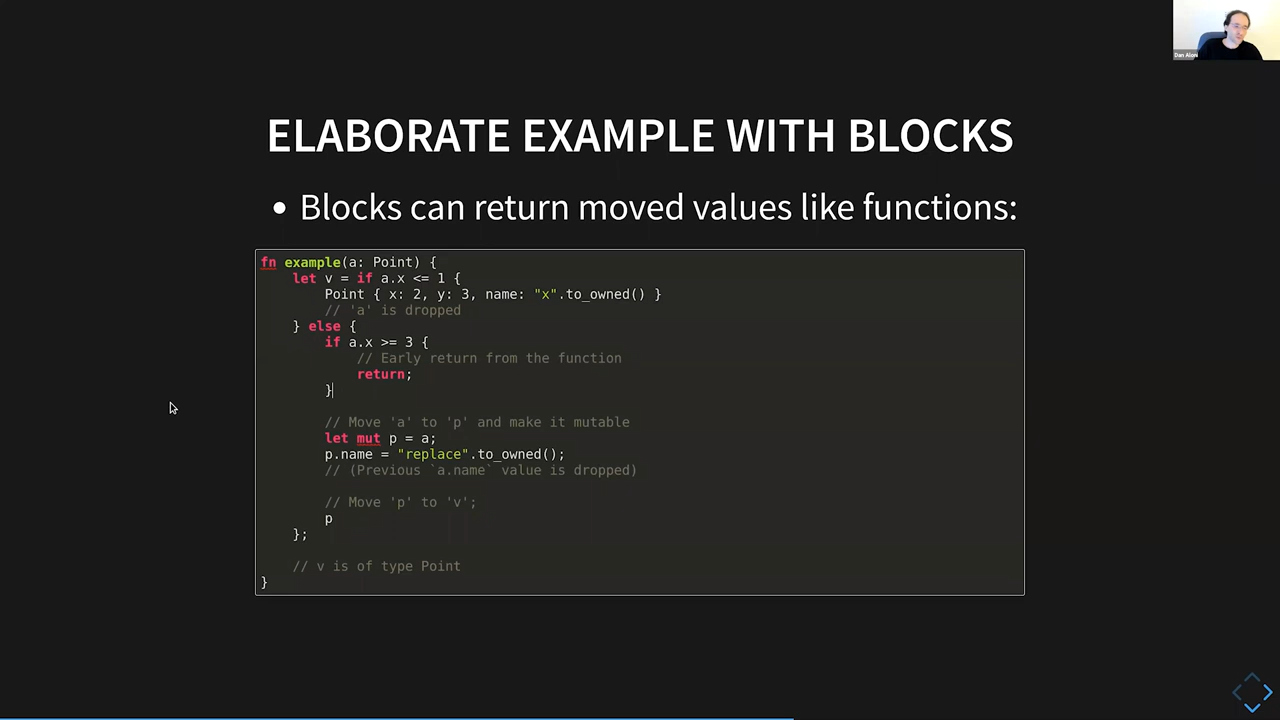 Dan Aloni
ELABORATE EXAMPLE WITH BLOCKS
Blocks can return moved values like functions:
fn example(a: Point) {
    let v = if a.x <= 1 {
        Point { x: 2, y: 3, name: "x".to_owned() }
        // 'a' is dropped
    } else {
        if a.x >= 3 {
            // Early return from the function
            return;
        }
        // Move 'a' to 'p' and make it mutable
        let mut p = a;
        p.name = "replace".to_owned();
        // (Previous `a.name` value is dropped)
        // Move 'p' to 'v';
        p
    };
    // v is of type Point
}